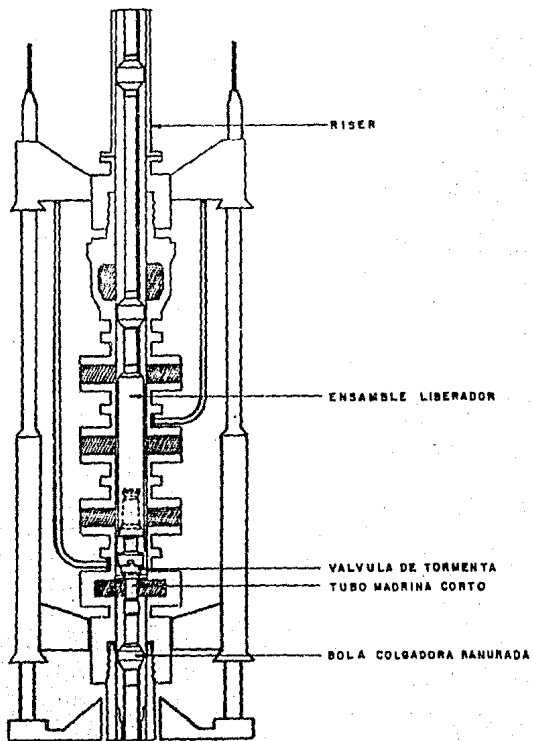 RISER
ENSAMBLE LIBERADOR
VALVULA DE TORMENTA
TUBO MADRINA CORTO
BOLA COLGADORA RANURADA